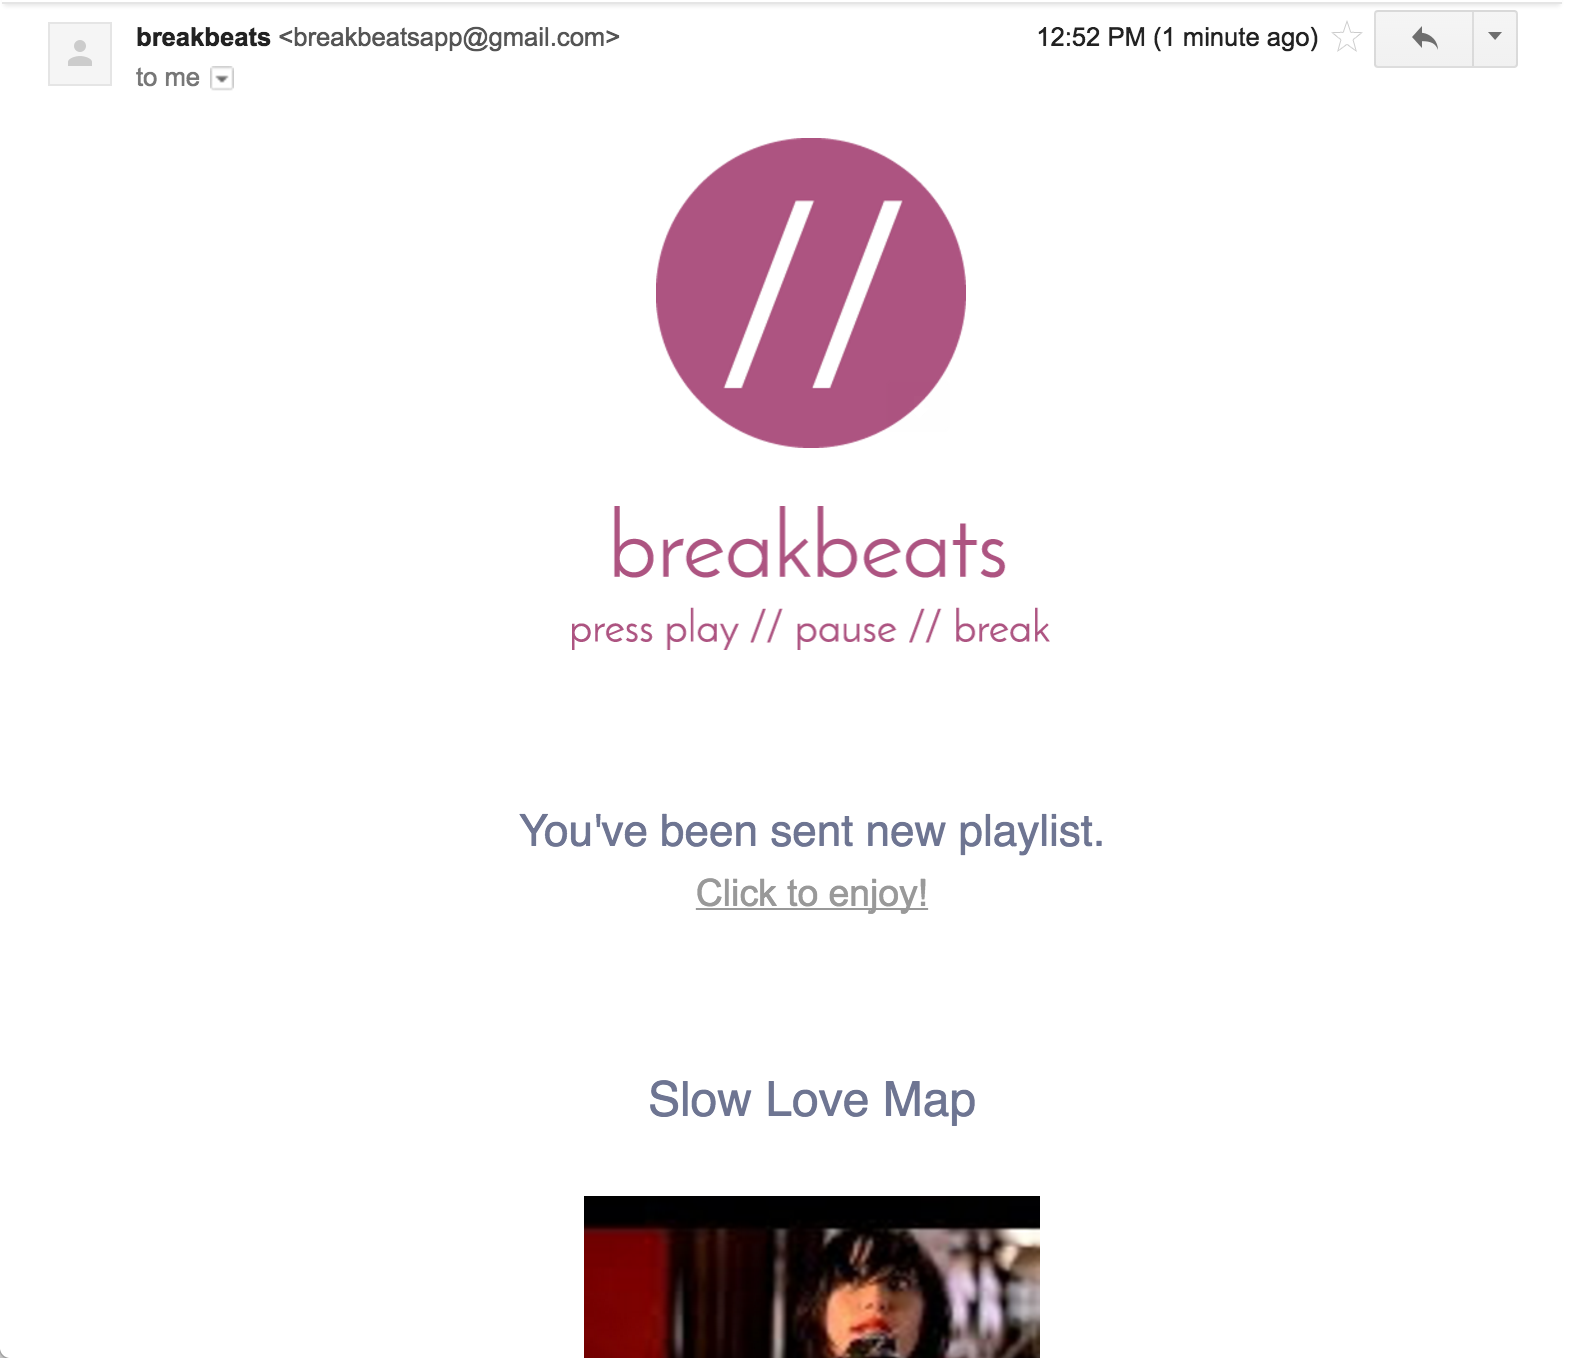 breakbeats <breakbeatsapp@gmail.com> 12:52 PM (1 minute ago)
to me
//
breakbeats
press play // pause // break
You've been sent new playlist.
Click to enjoy!
Slow Love Map